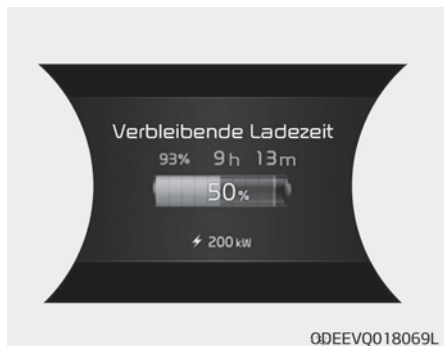 Verbleibende Ladezeit
93% 9h 13m
50%
200 kW
ODEEVQ018069L